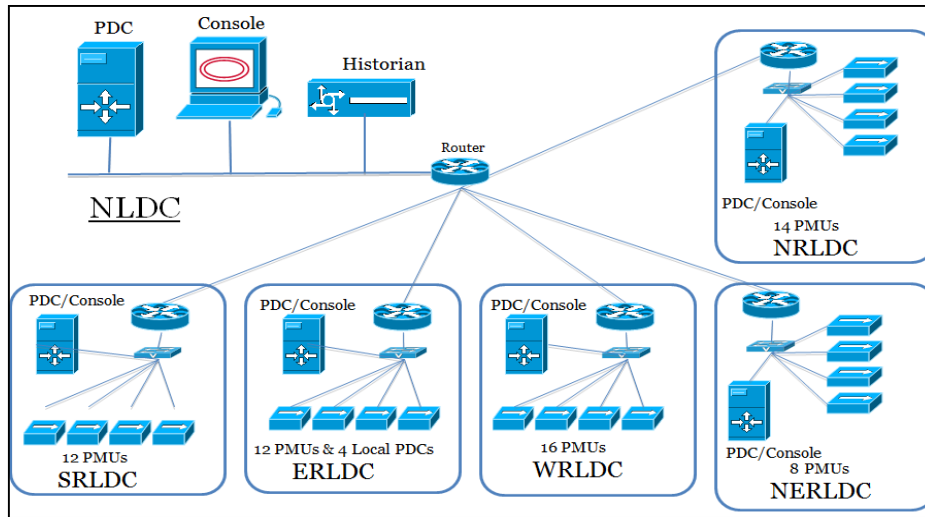 PDC
Console
Historian
Router
NLDC
PDC/Console
14 PMUs
NRLDC
PDC/Console
12 PMUs
SRLDC
PDC/Console
12 PMUs & 4 Local PDCs
ERLDC
PDC/Console
16 PMUs
WRLDC
PDC/Console
8 PMUs
NERLDC